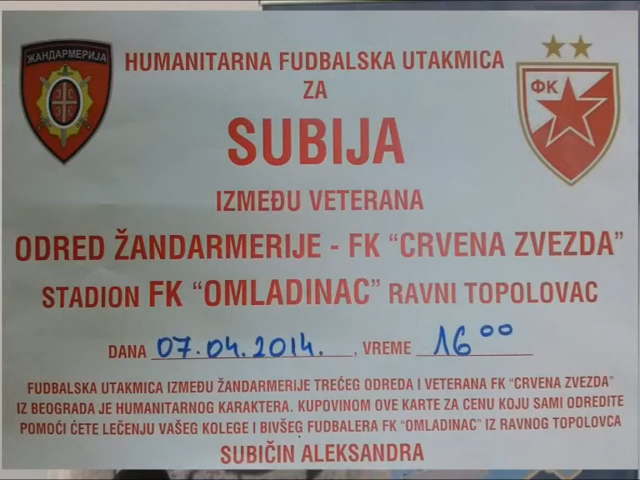 ЖАНДАРМЕРИЈА
ФК
HUMANITARNA FUDBALSKA UTAKMICA
ZA
SUBIJA
IZMEĐU VETERANA
ODRED ŽANDARMERIJE - FK "CRVENA ZVEZDA"
STADION FK "OMLADINAC" RAVNI TOPOLOVAC
DANA 07.04.2014., VREME 16 00
FUDBALSKA UTAKMICA IZMEĐU ŽANDARMERIJE TREĆEG ODREDA I VETERANA FK "CRVENA ZVEZDA"
IZ BEOGRADA JE HUMANITARNOG KARAKTERA. KUPOVINOM OVE KARTE ZA CENU KOJU SAMI ODREDITE
POMOĆI ĆETE LEČENJU VAŠEG KOLEGE I BIVŠEG FUDBALERA FK "OMLADINAC" IZ RAVNOG TOPOLOVCA
SUBIČIN ALEKSANDRA